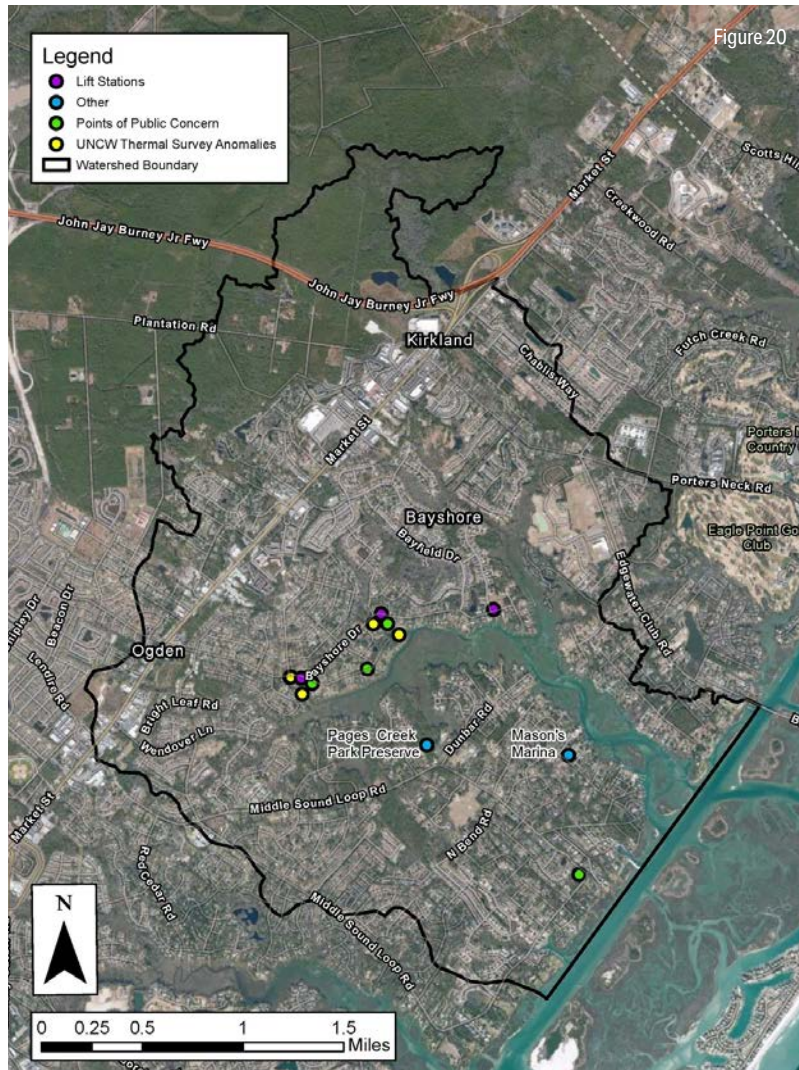 Figure 20
Legend
Lift Stations
Other
Points of Public Concern
UNCW Thermal Survey Anomalies
Watershed Boundary
Market St
Creekwood Rd
John Jay Burney Jr Fwy
John Jay Burney Jr Fwy
Plantation Rd
Kirkland
Futch Creek Rd
Chablis Way
Market St
Porters Neck Rd
Bayshore
Bayfield Dr
Eagle Point
Club
Edgewater Club Rd
Beacon Dr
Lendire Rd
Ogden
Bayshore Dr
Bright Leaf Rd
Wendover Ln
Pages Creek
Park Preserve
Dunbar Rd
Mason's
Marina
Middle Sound Loop Rd
N Bend Rd
Market St
Red Cedar Rd
Middle Sound Loop Rd
N
0 0.25 0.5 1 1.5
Miles